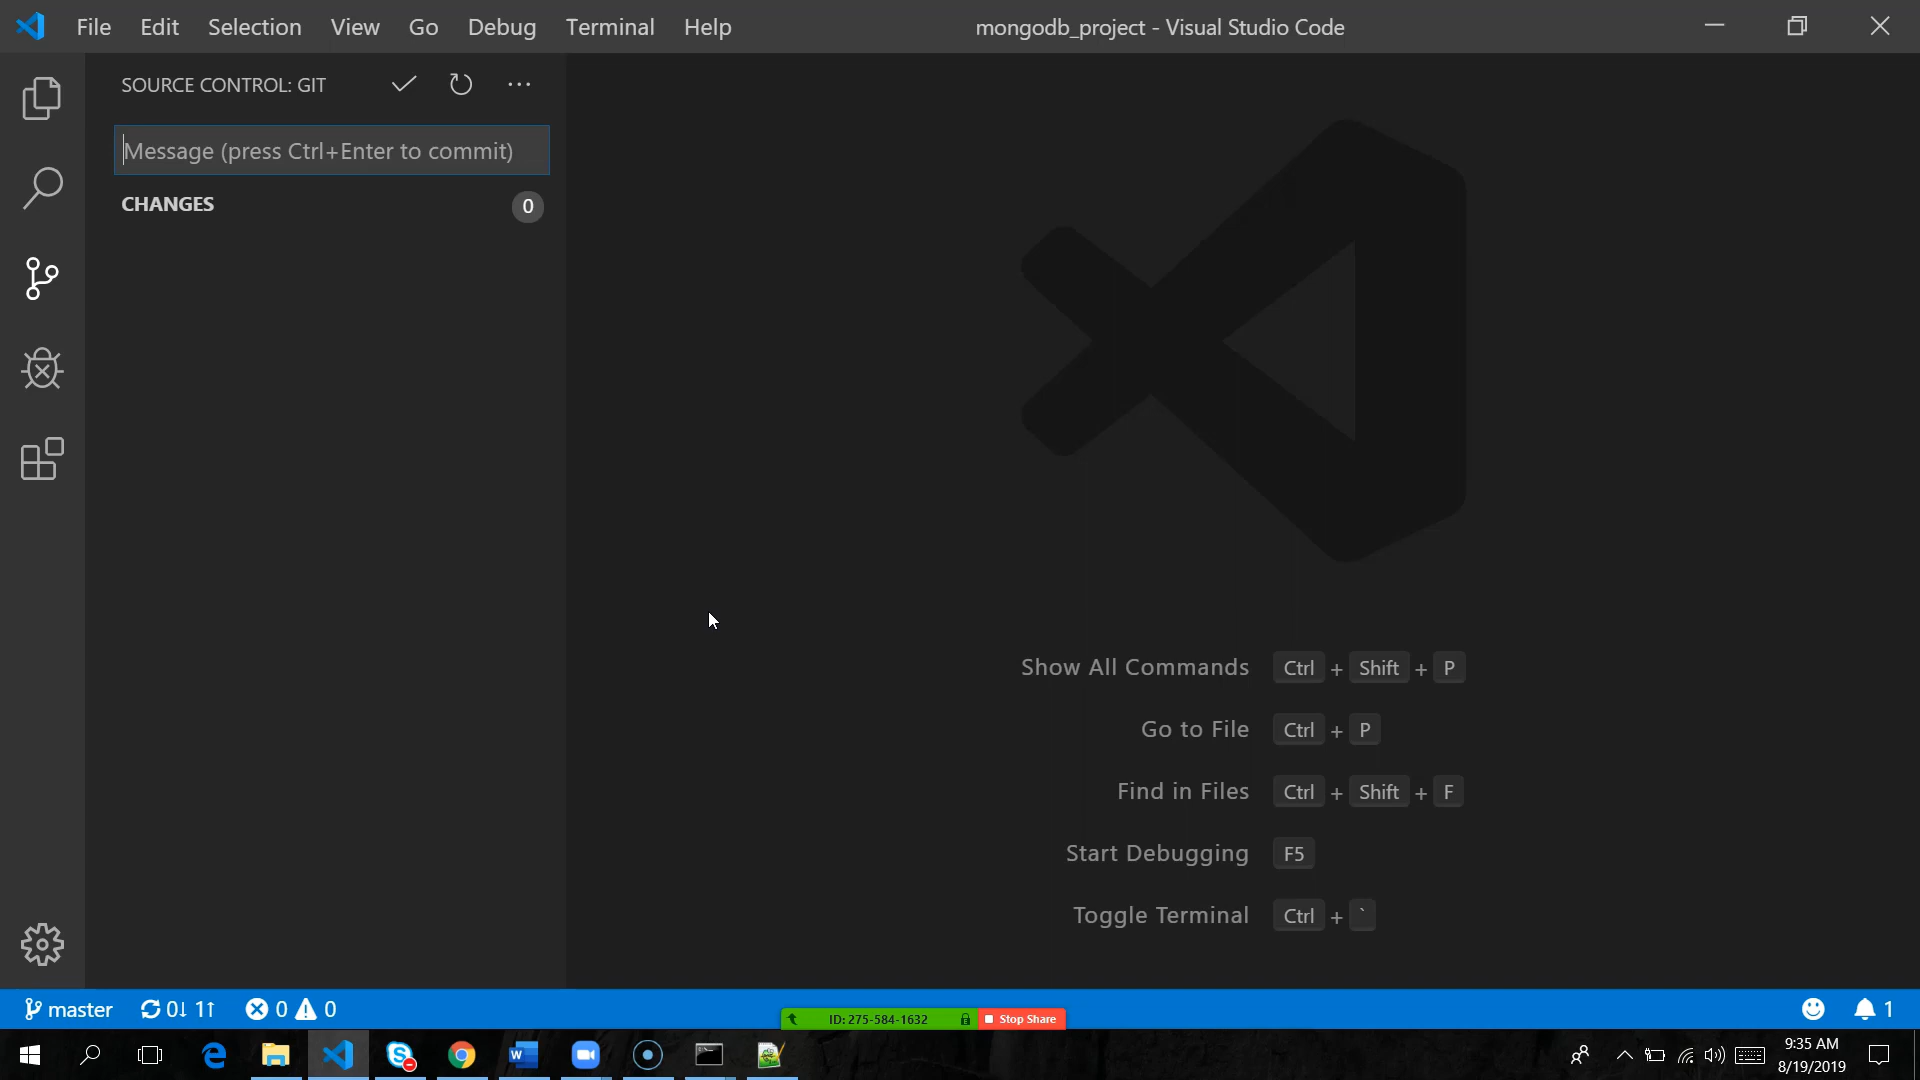 File Edit Selection View Go Debug Terminal Help
mongodb_project - Visual Studio Code
SOURCE CONTROL: GIT
Message (press Ctrl+Enter to commit)
CHANGES 0
Show All Commands Ctrl + Shift + P
Go to File Ctrl + P
Find in Files Ctrl + Shift + F
Start Debugging F5
Toggle Terminal Ctrl + `
master 0↓ 1↑ 0 0
1
ID: 275-584-1632 Stop Share
9:35 AM
8/19/2019